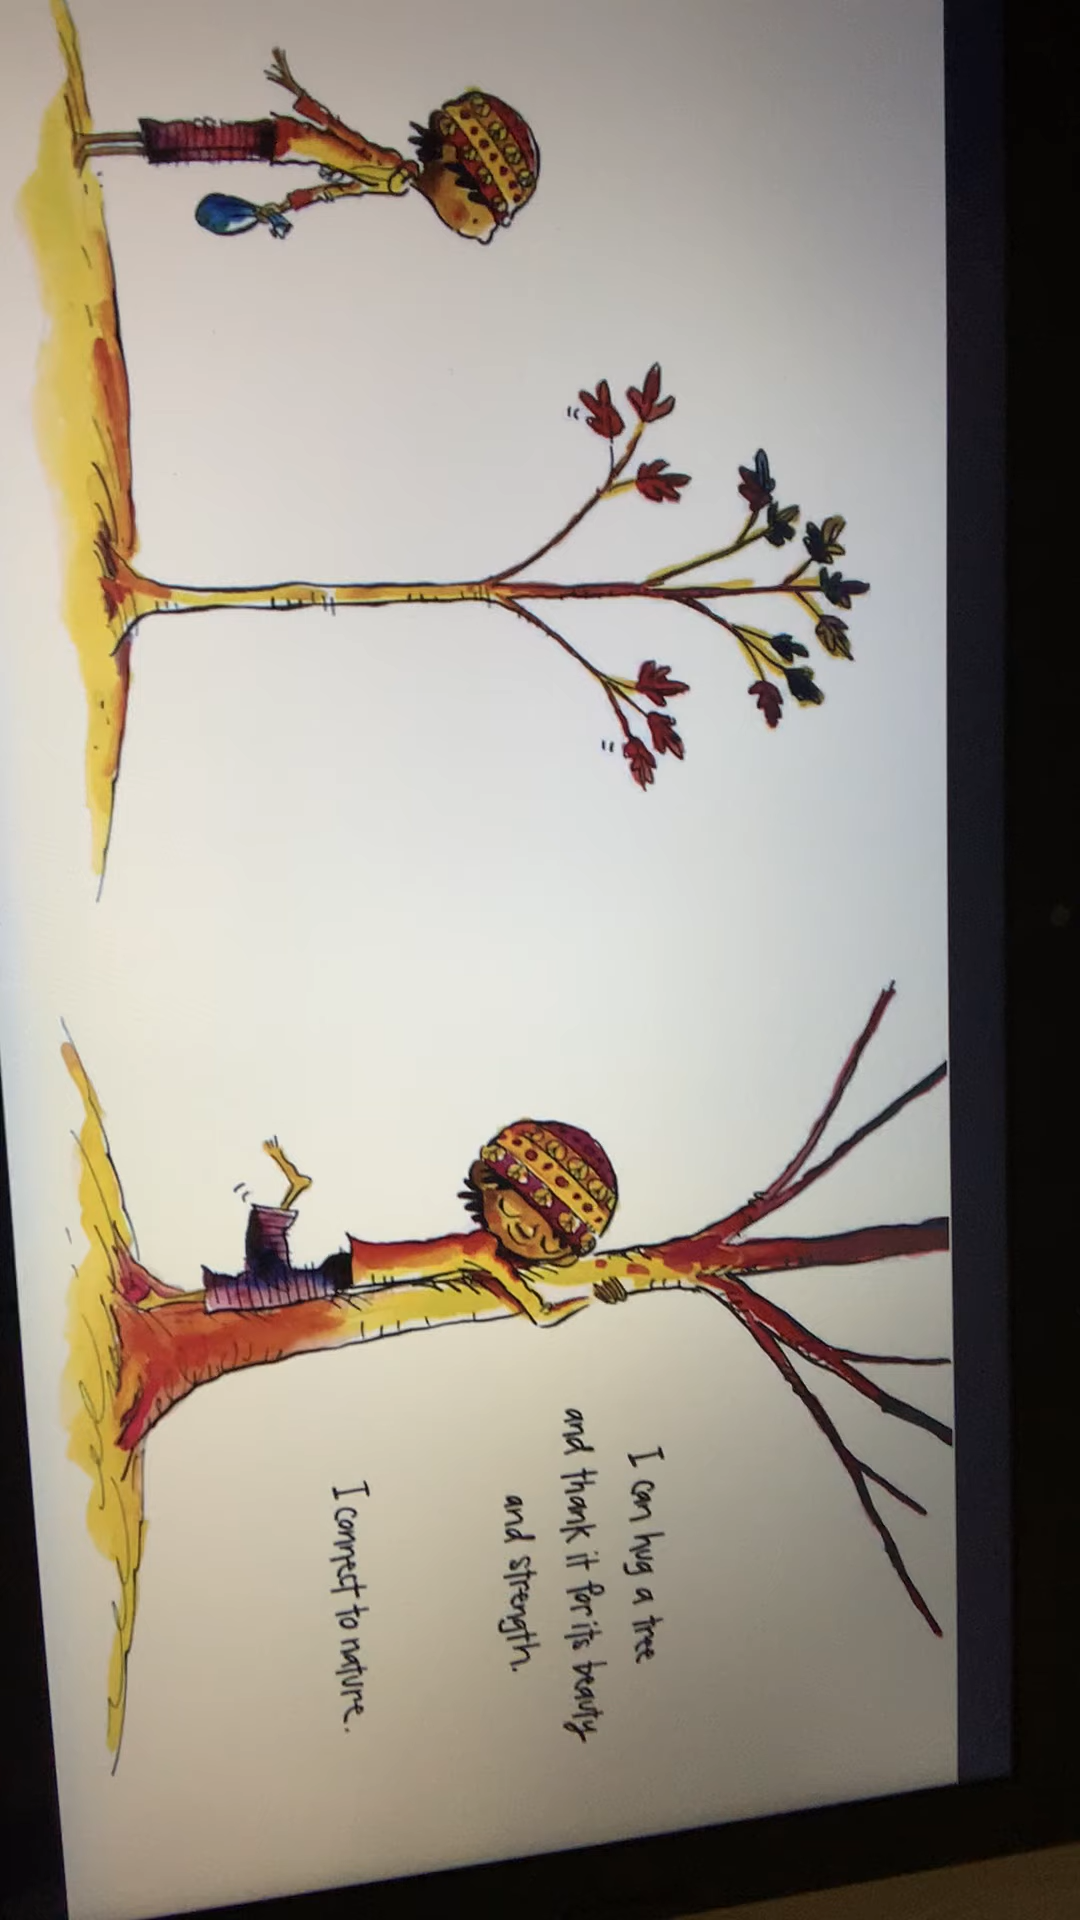 I can hug a tree
and thank it for its beauty
and strength.
I connect to nature.